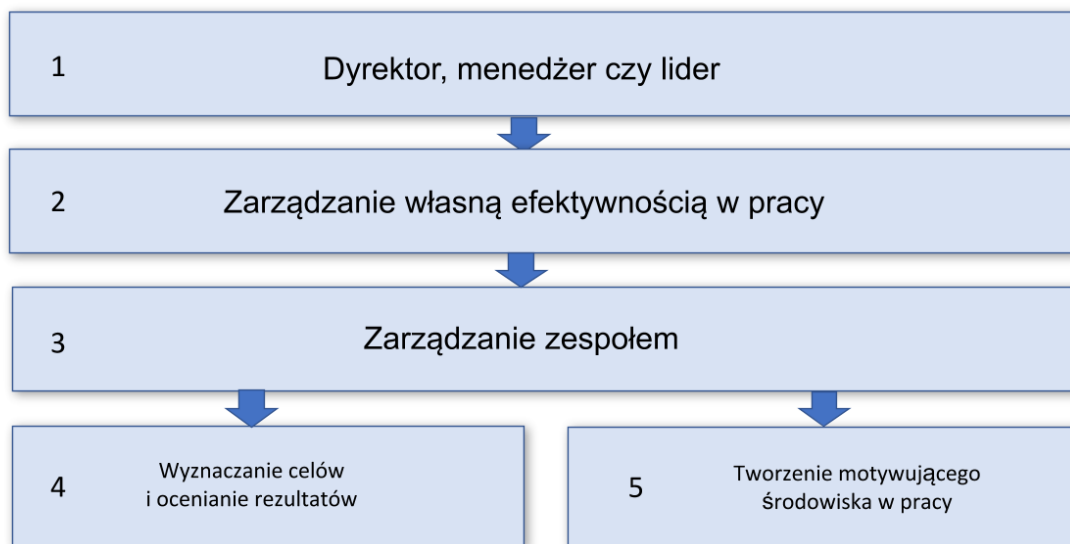 1 Dyrektor, menedżer czy lider
2 Zarządzanie własną efektywnością w pracy
3 Zarządzanie zespołem
4 Wyznaczanie celów
i ocenianie rezultatów
5 Tworzenie motywującego
środowiska w pracy